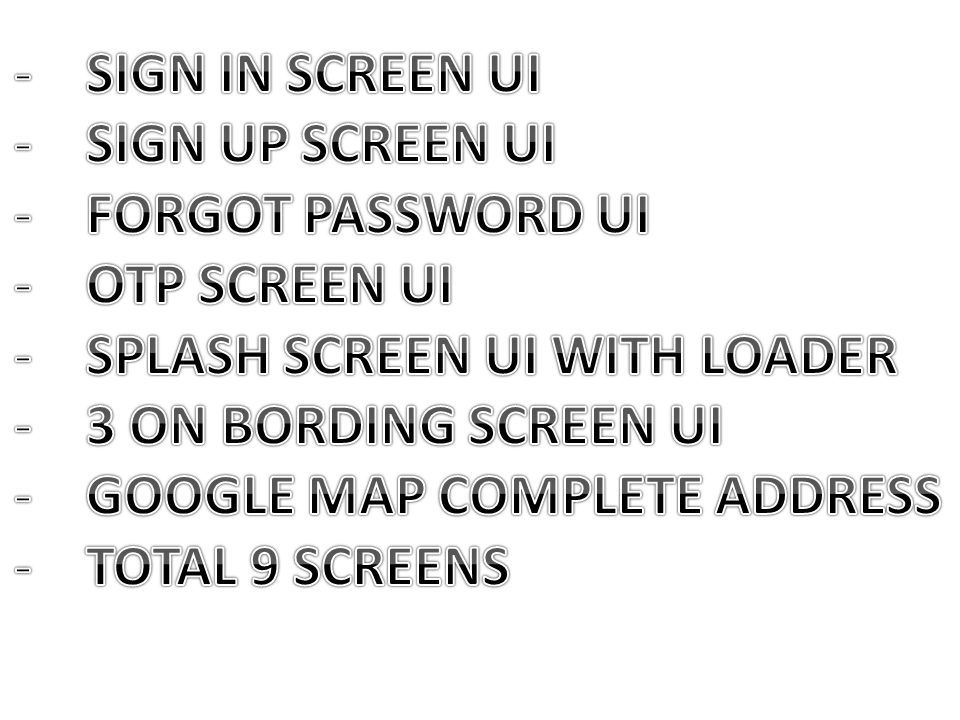 - SIGN IN SCREEN UI
- SIGN UP SCREEN UI
- FORGOT PASSWORD UI
- OTP SCREEN UI
- SPLASH SCREEN UI WITH LOADER
- 3 ON BORDING SCREEN UI
- GOOGLE MAP COMPLETE ADDRESS
- TOTAL 9 SCREENS